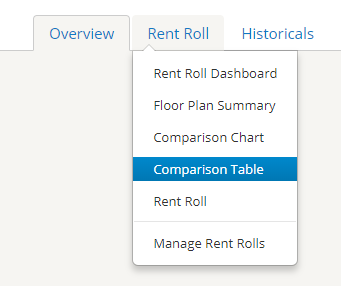 Overview Rent Roll Historicals
Rent Roll Dashboard
Floor Plan Summary
Comparison Chart
Comparison Table
Rent Roll
Manage Rent Rolls